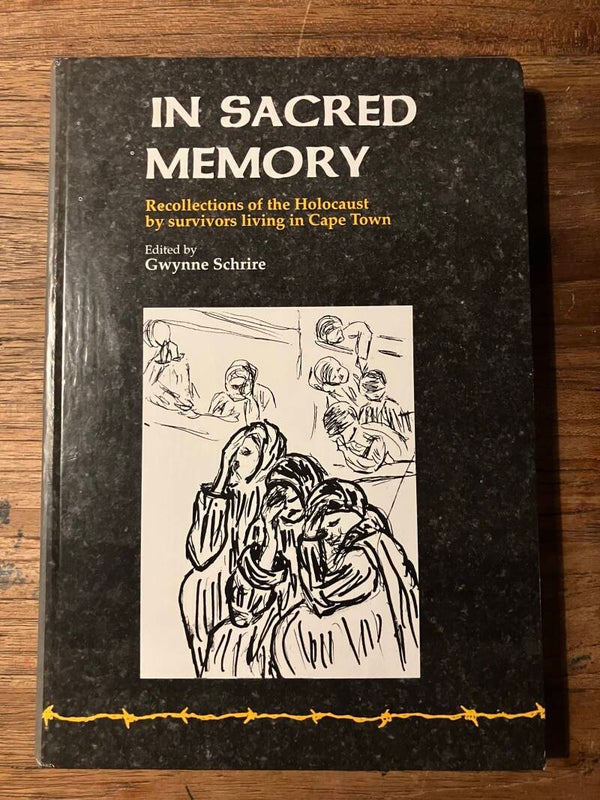 IN SACRED
MEMORY
Recollections of the Holocaust
by survivors living in Cape Town
Edited by
Gwynne Schrire